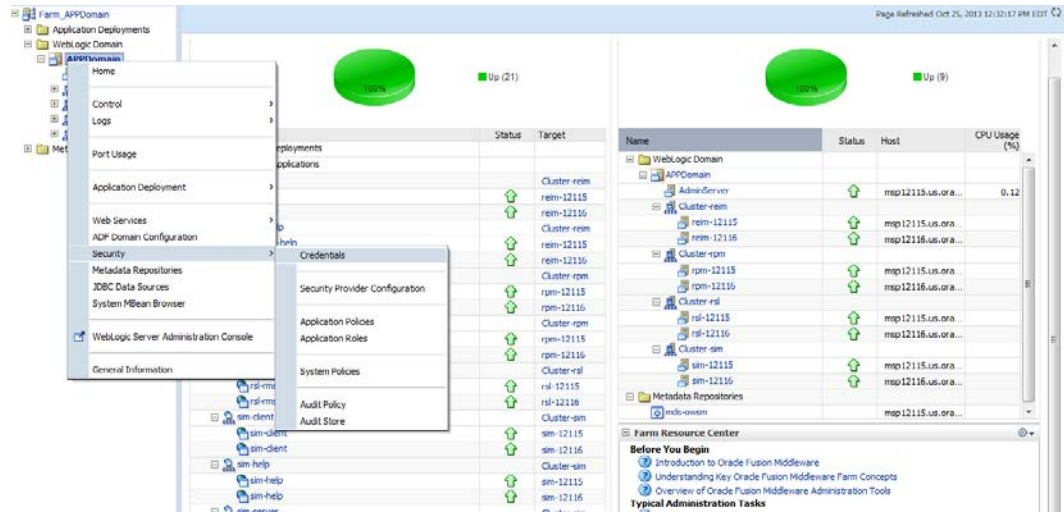 Farm_APPDomain
Page Refreshed Oct 25, 2013 12:32:17 PM EDT
Application Deployments
WebLogic Domain
APPDomain
Home
Control
Logs
Port Usage
Application Deployment
Web Services
ADF Domain Configuration
Security
Metadata Repositories
JDBC Data Sources
System MBean Browser
WebLogic Server Administration Console
General Information
Met
Credentials
Security Provider Configuration
Application Policies
Application Roles
System Policies
Audit Policy
Audit Store
100%
Up (21)
Status Target
eployments
pplications
Cluster-reim
reim-12115
reim-12116
Cluster-reim
help
reim-12115
reim-12116
Cluster-rpm
rpm-12115
rpm-12116
Cluster-rpm
rpm-12115
rpm-12116
Cluster-rsl
rsl-rms rsl-12115
rsl-rms rsl-12116
sim-client Cluster-sim
sim-client sim-12115
sim-client sim-12116
sim-help Cluster-sim
sim-help sim-12115
sim-help sim-12116
sim-server Cluster-sim
100%
Up (9)
Name Status Host CPU Usage (%)
WebLogic Domain
APPDomain
AdminServer msp12115.us.ora... 0.12
Cluster-reim
reim-12115 msp12115.us.ora...
reim-12116 msp12116.us.ora...
Cluster-rpm
rpm-12115 msp12115.us.ora...
rpm-12116 msp12116.us.ora...
Cluster-rsl
rsl-12115 msp12115.us.ora...
rsl-12116 msp12116.us.ora...
Cluster-sim
sim-12115 msp12115.us.ora...
sim-12116 msp12116.us.ora...
Metadata Repositories
mds-owsm msp12115.us.ora...
Farm Resource Center
Before You Begin
Introduction to Oracle Fusion Middleware
Understanding Key Oracle Fusion Middleware Farm Concepts
Overview of Oracle Fusion Middleware Administration Tools
Typical Administration Tasks